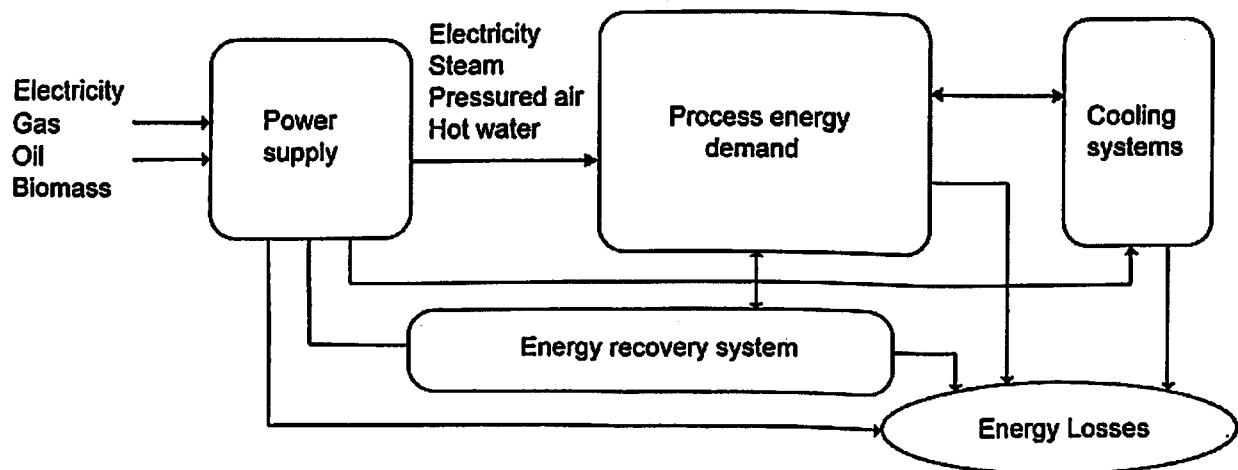 Electricity
Gas
Oil
Biomass
Power
supply
Electricity
Steam
Pressured air
Hot water
Process energy
demand
Cooling
systems
Energy recovery system
Energy Losses